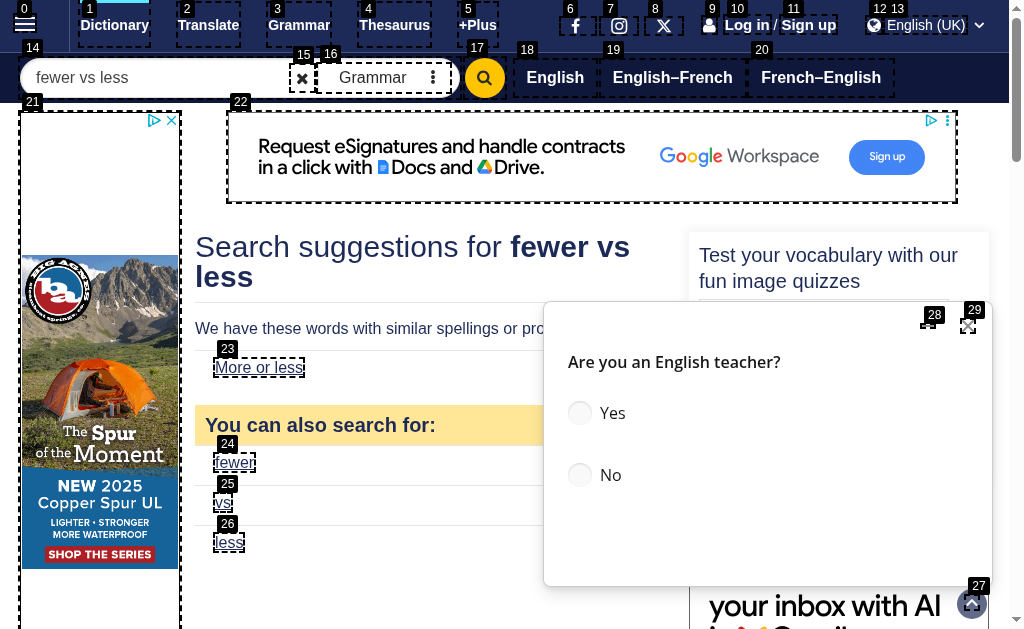 0
1
2
3
4
5
6
7
8
9
10
11
12
13
Dictionary
Translate
Grammar
Thesaurus
+Plus
Log in / Sign up
English (UK)
14
15
16
17
18
19
20
fewer vs less
Grammar
English
English–French
French–English
21
22
Request eSignatures and handle contracts
in a click with Docs and Drive.
Google Workspace
Sign up
BIG AGNES
ba
The Spur
of the Moment
NEW 2025
Copper Spur UL
LIGHTER • STRONGER
MORE WATERPROOF
SHOP THE SERIES
Search suggestions for fewer vs
less
We have these words with similar spellings or pro
23
More or less
You can also search for:
24
fewer
25
vs
26
less
Test your vocabulary with our
fun image quizzes
28
29
Are you an English teacher?
Yes
No
27
your inbox with AI